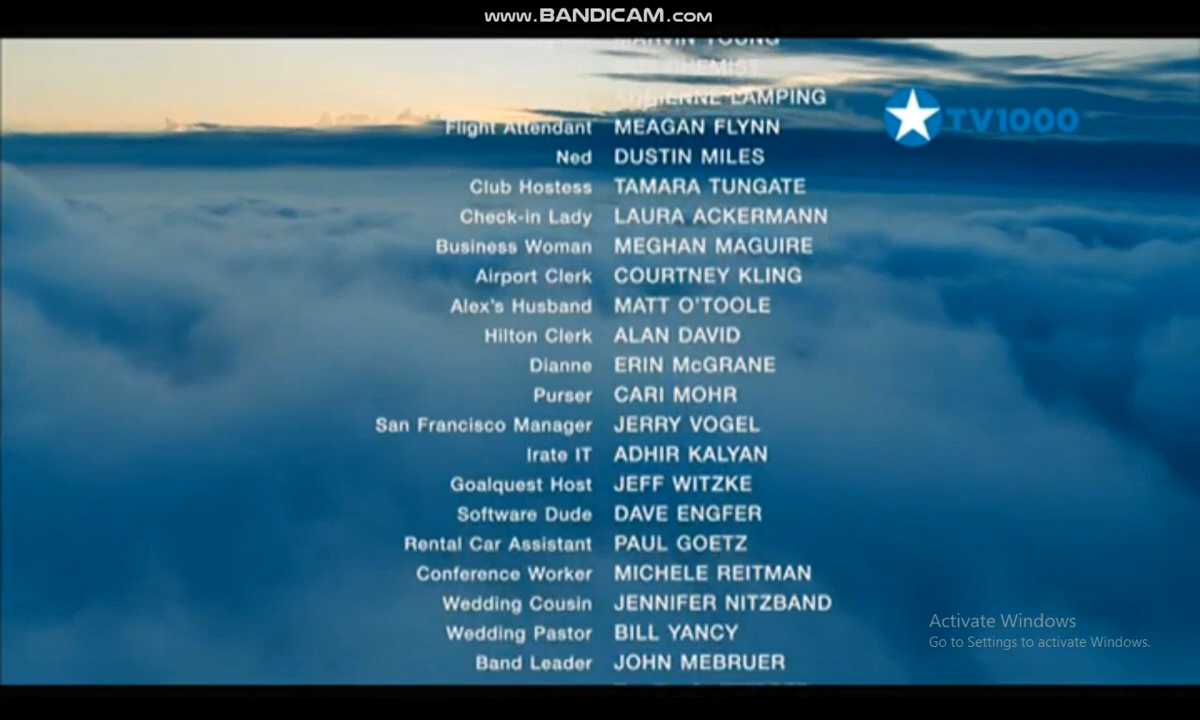 www.BANDICAM.com
MARVIN YOUNG
LAMPING
TV1000
Flight Attendant MEAGAN FLYNN
Ned DUSTIN MILES
Club Hostess TAMARA TUNGATE
Check-in Lady LAURA ACKERMANN
Business Woman MEGHAN MAGUIRE
Airport Clerk COURTNEY KLING
Alex's Husband MATT O'TOOLE
Hilton Clerk ALAN DAVID
Dianne ERIN McGRANE
Purser CARI MOHR
San Francisco Manager JERRY VOGEL
Irate IT ADHIR KALYAN
Goalquest Host JEFF WITZKE
Software Dude DAVE ENGFER
Rental Car Assistant PAUL GOETZ
Conference Worker MICHELE REITMAN
Wedding Cousin JENNIFER NITZBAND
Wedding Pastor BILL YANCY
Band Leader JOHN MEBRUER
Activate Windows
Go to Settings to activate Windows.